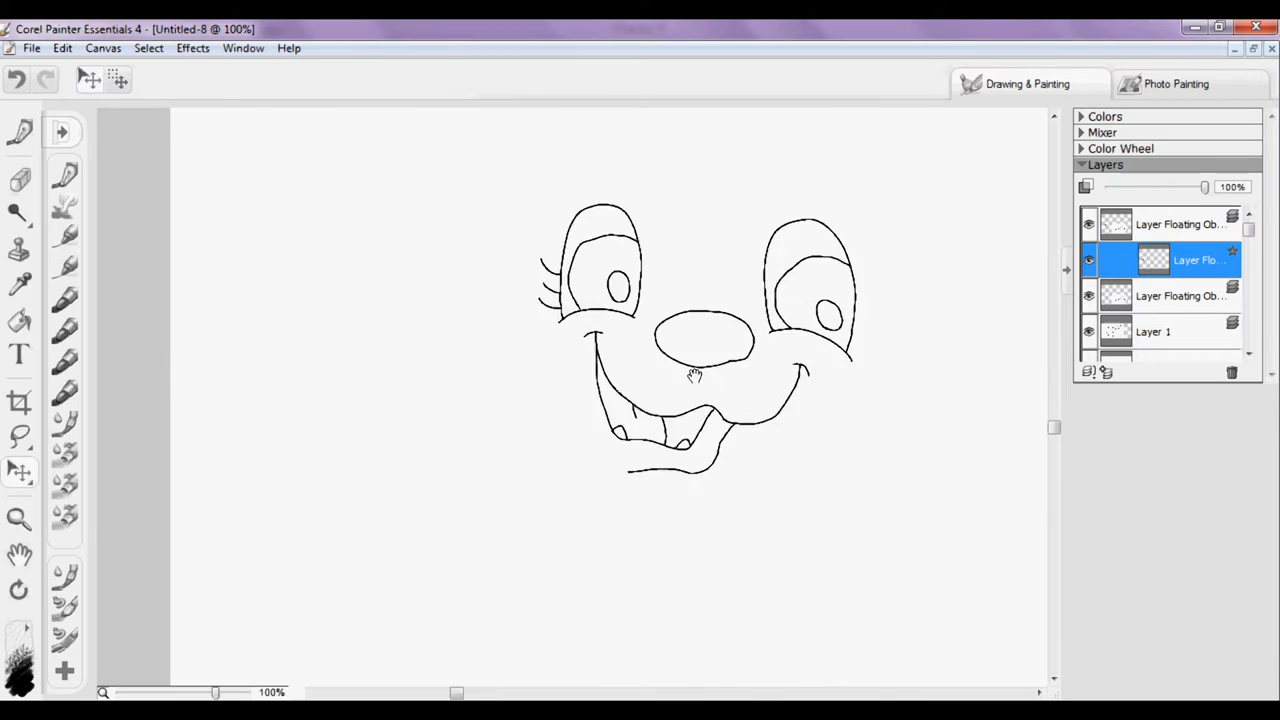 Corel Painter Essentials 4 - [Untitled-8 @ 100%]
File Edit Canvas Select Effects Window Help
Drawing & Painting Photo Painting
Colors
Mixer
Color Wheel
Layers
100%
Layer Floating Ob...
Layer Flo...
Layer Floating Ob...
Layer 1
T
100%